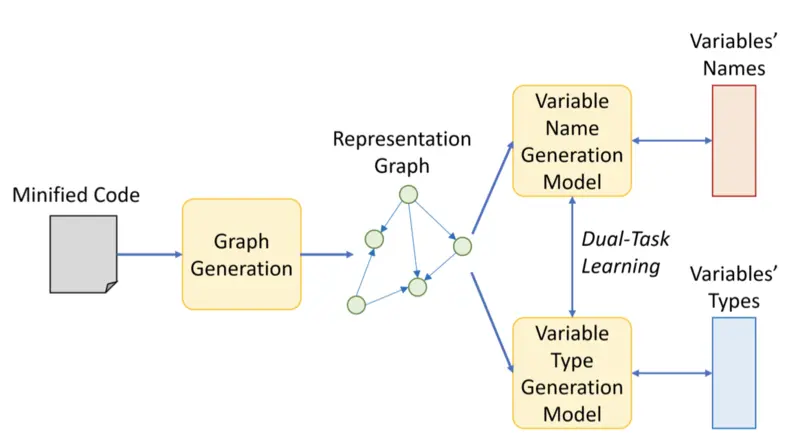 Minified Code
Graph
Generation
Representation
Graph
Variable
Name
Generation
Model
Dual-Task
Learning
Variable
Type
Generation
Model
Variables’
Names
Variables’
Types